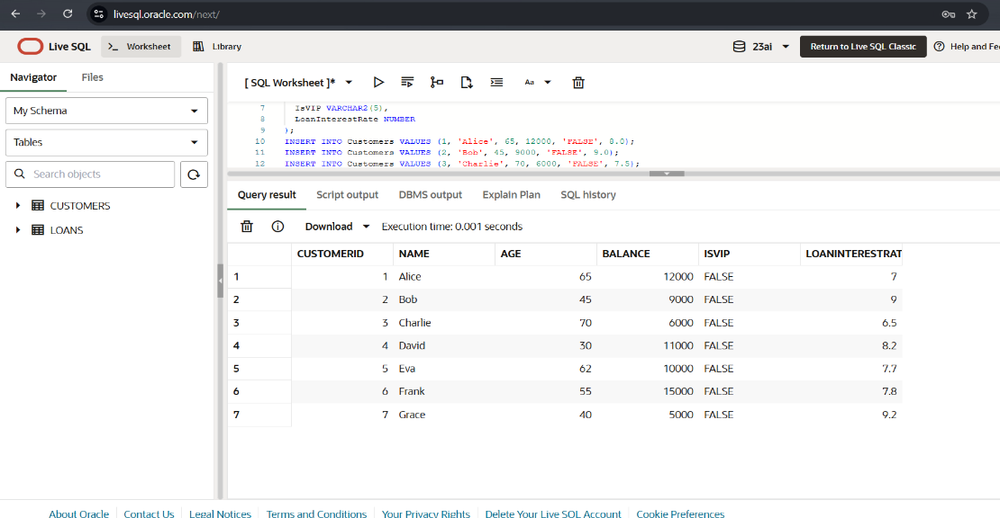 livesql.oracle.com/next/
Live SQL
>_ Worksheet
Library
23ai
Return to Live SQL Classic
Help and Fe
Navigator
Files
My Schema
Tables
Search objects
CUSTOMERS
LOANS
[ SQL Worksheet ]*
Aa
7 IsVIP VARCHAR2(5),
8 LoanInterestRate NUMBER
9 );
10 INSERT INTO Customers VALUES (1, 'Alice', 65, 12000, 'FALSE', 8.0);
11 INSERT INTO Customers VALUES (2, 'Bob', 45, 9000, 'FALSE', 9.0);
12 INSERT INTO Customers VALUES (3, 'Charlie', 70, 6000, 'FALSE', 7.5);
Query result Script output DBMS output Explain Plan SQL history
Download Execution time: 0.001 seconds
CUSTOMERID NAME AGE BALANCE ISVIP LOANINTERESTRAT
1 1 Alice 65 12000 FALSE 7
2 2 Bob 45 9000 FALSE 9
3 3 Charlie 70 6000 FALSE 6.5
4 4 David 30 11000 FALSE 8.2
5 5 Eva 62 10000 FALSE 7.7
6 6 Frank 55 15000 FALSE 7.8
7 7 Grace 40 5000 FALSE 9.2
About Oracle Contact Us Legal Notices Terms and Conditions Your Privacy Rights Delete Your Live SQL Account Cookie Preferences